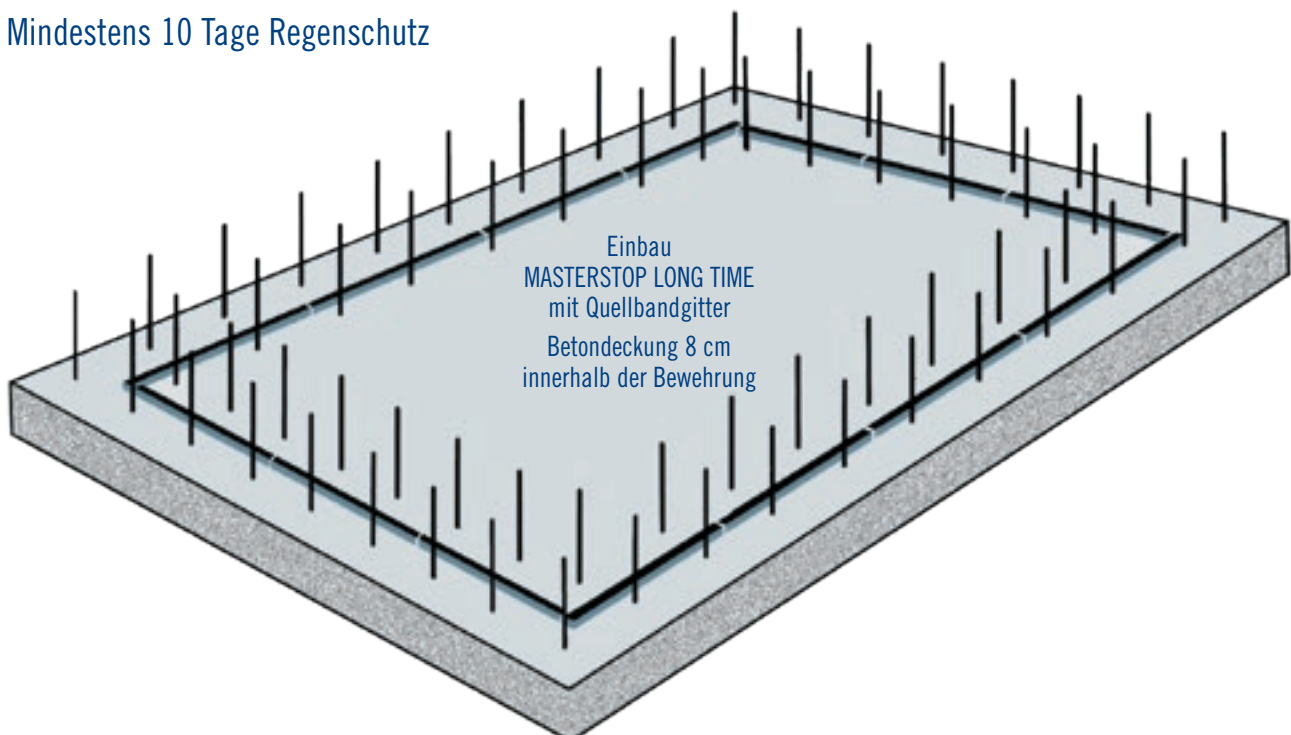 Mindestens 10 Tage Regenschutz
Einbau
MASTERSTOP LONG TIME
mit Quellbandgitter
Betondeckung 8 cm
innerhalb der Bewehrung